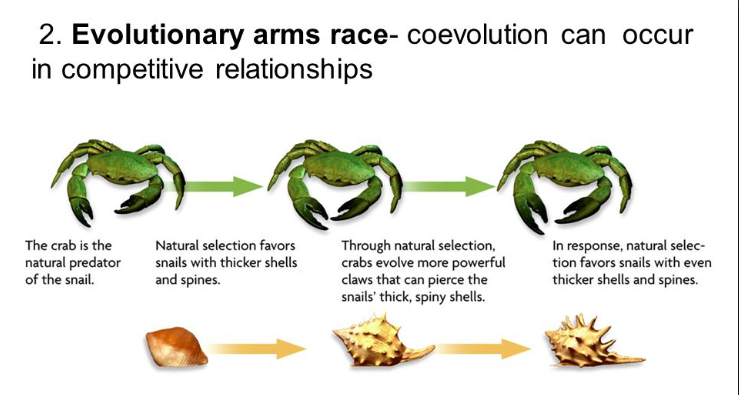 2. Evolutionary arms race- coevolution can occur
in competitive relationships
The crab is the
natural predator
of the snail.
Natural selection favors
snails with thicker shells
and spines.
Through natural selection,
crabs evolve more powerful
claws that can pierce the
snails’ thick, spiny shells.
In response, natural selec-
tion favors snails with even
thicker shells and spines.